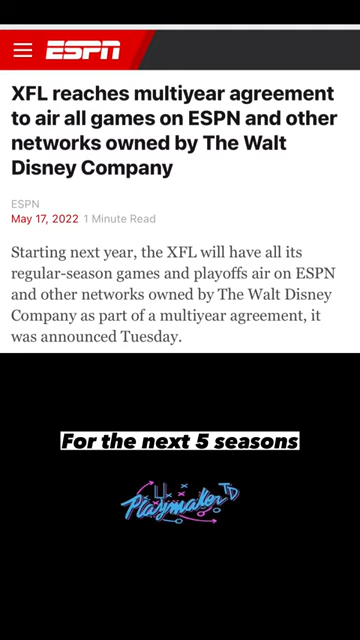 ESPN
XFL reaches multiyear agreement
to air all games on ESPN and other
networks owned by The Walt
Disney Company
ESPN
May 17, 2022 1 Minute Read
Starting next year, the XFL will have all its
regular-season games and playoffs air on ESPN
and other networks owned by The Walt Disney
Company as part of a multiyear agreement, it
was announced Tuesday.
For the next 5 seasons
Playmaker TD